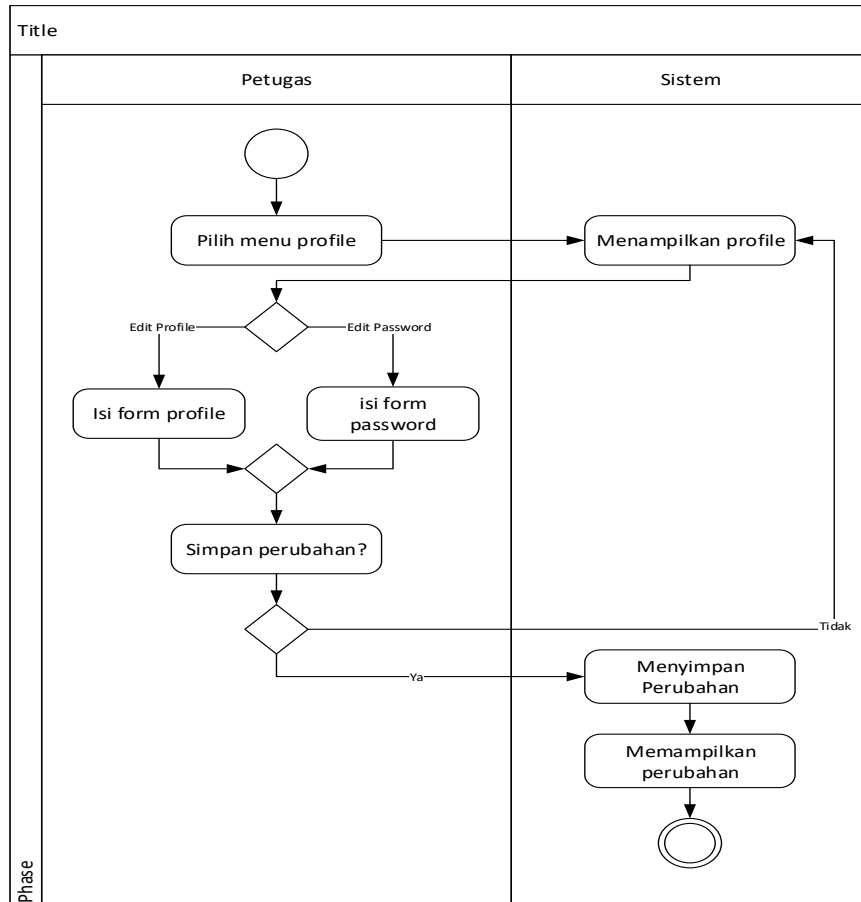 Title
Petugas
Sistem
Pilih menu profile
Menampilkan profile
Edit Profile
Edit Password
Isi form profile
isi form
password
Simpan perubahan?
Tidak
Ya
Menyimpan
Perubahan
Memampilkan
perubahan
Phase